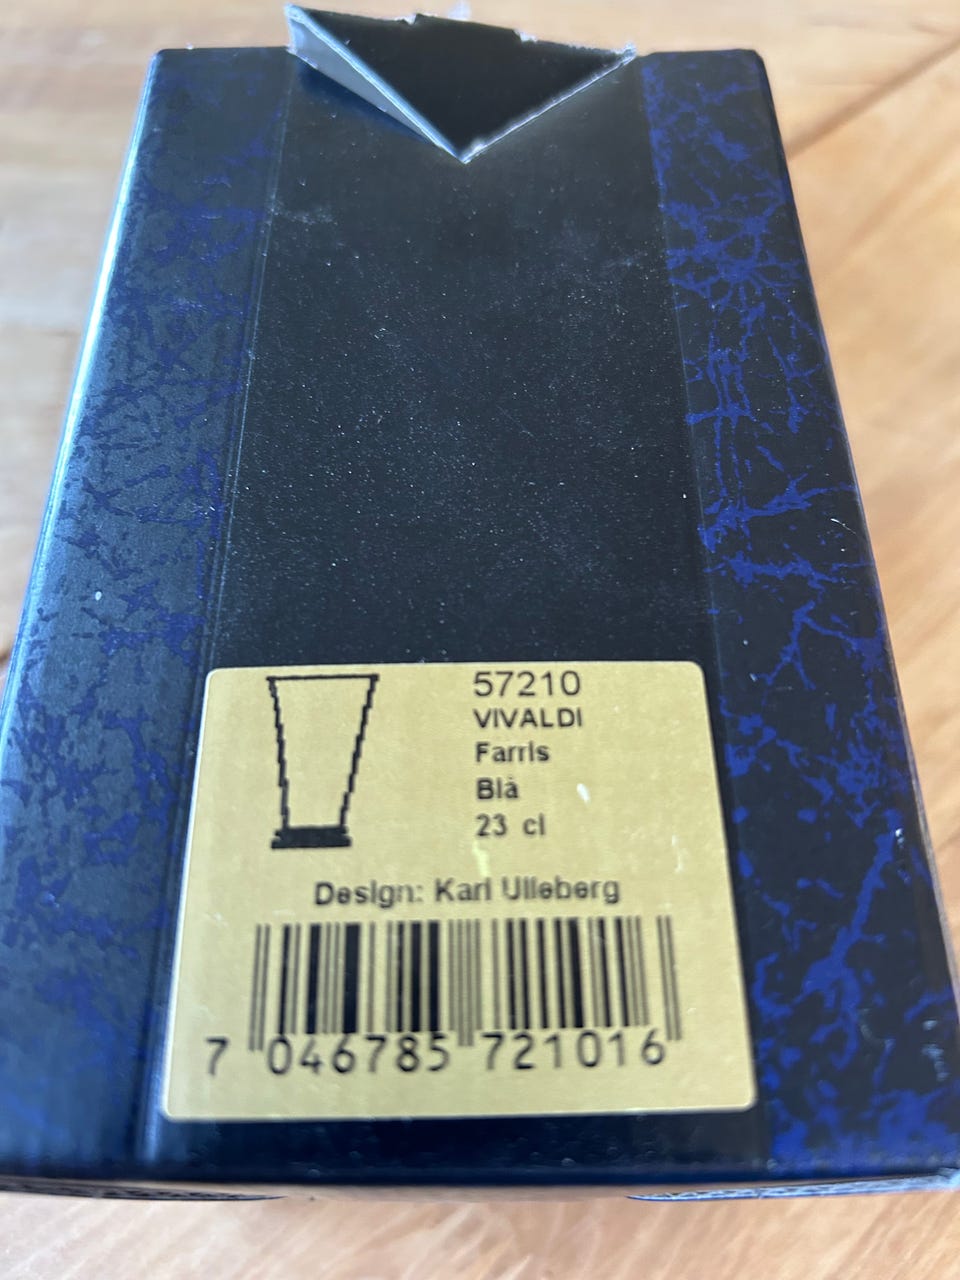 57210
VIVALDI
Farris
Blå
23 cl
Design: Karl Ulleberg
7 046785 721016